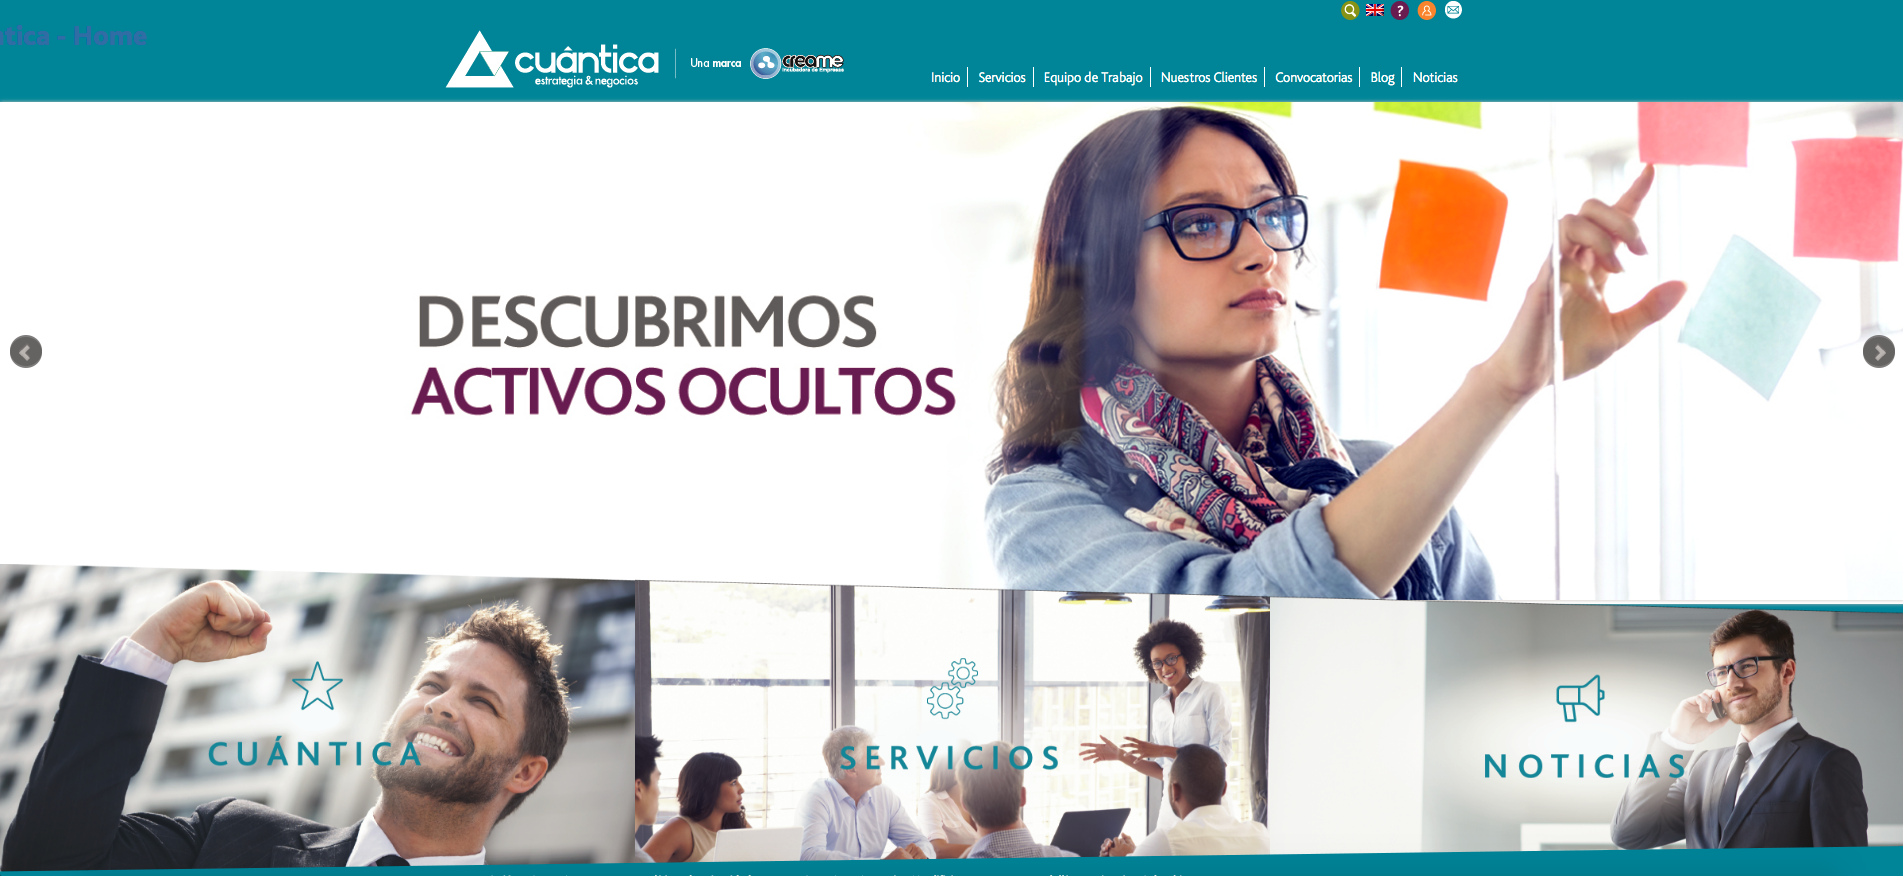 ntica - Home
cuântica
estrategia & negocios
Una marca
creame
Incubadora de Empresas
?
Inicio
Servicios
Equipo de Trabajo
Nuestros Clientes
Convocatorias
Blog
Noticias
DESCUBRIMOS
ACTIVOS OCULTOS
CUÁNTICA
SERVICIOS
NOTICIAS